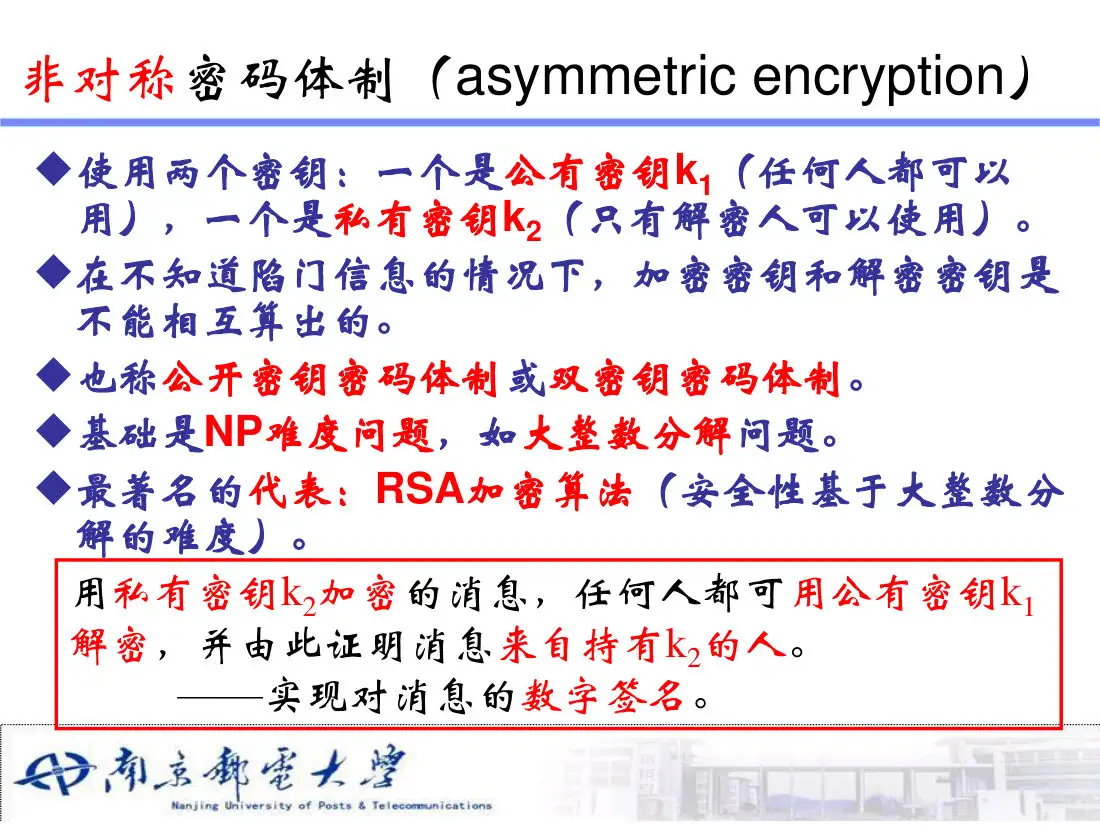 非对称密码体制（asymmetric encryption）
◆使用两个密钥：一个是公有密钥k₁（任何人都可以
用），一个是私有密钥k₂（只有解密人可以使用）。
◆在不知道陷门信息的情况下，加密密钥和解密密钥是
不能相互算出的。
◆也称公开密钥密码体制或双密钥密码体制。
◆基础是NP难度问题，如大整数分解问题。
◆最著名的代表：RSA加密算法（安全性基于大整数分
解的难度）。
用私有密钥k₂加密的消息，任何人都可用公有密钥k₁
解密，并由此证明消息来自持有k₂的人。
——实现对消息的数字签名。
南京郵電大學
Nanjing University of Posts & Telecommunications